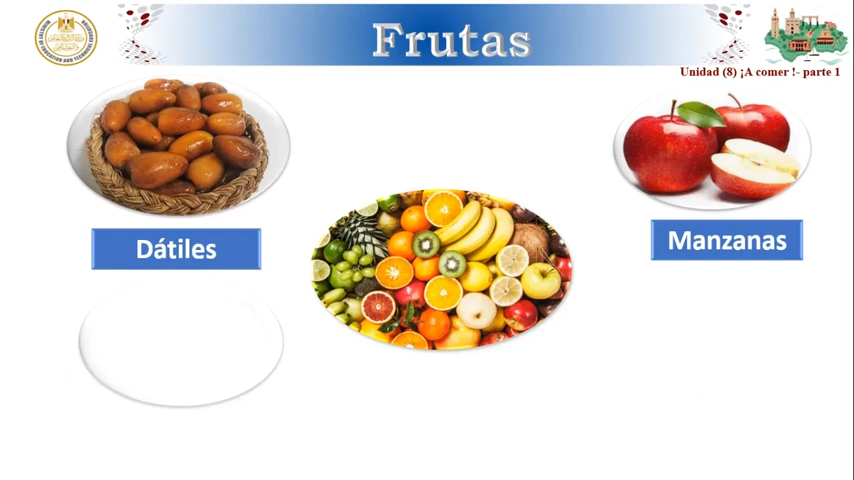 Frutas
Unidad (8) ¡A comer !- parte 1
Dátiles
Manzanas